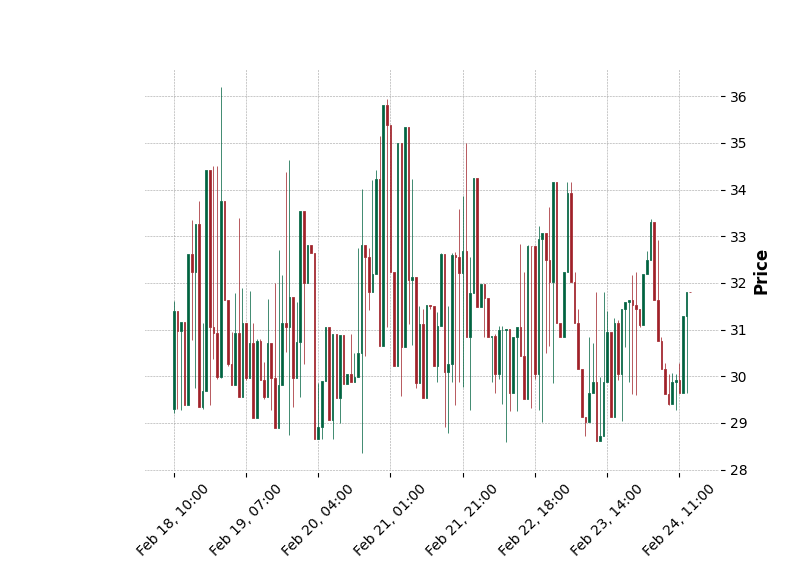 36
35
34
33
32
31
30
29
28
Price
Feb 18, 10:00
Feb 19, 07:00
Feb 20, 04:00
Feb 21, 01:00
Feb 21, 21:00
Feb 22, 18:00
Feb 23, 14:00
Feb 24, 11:00